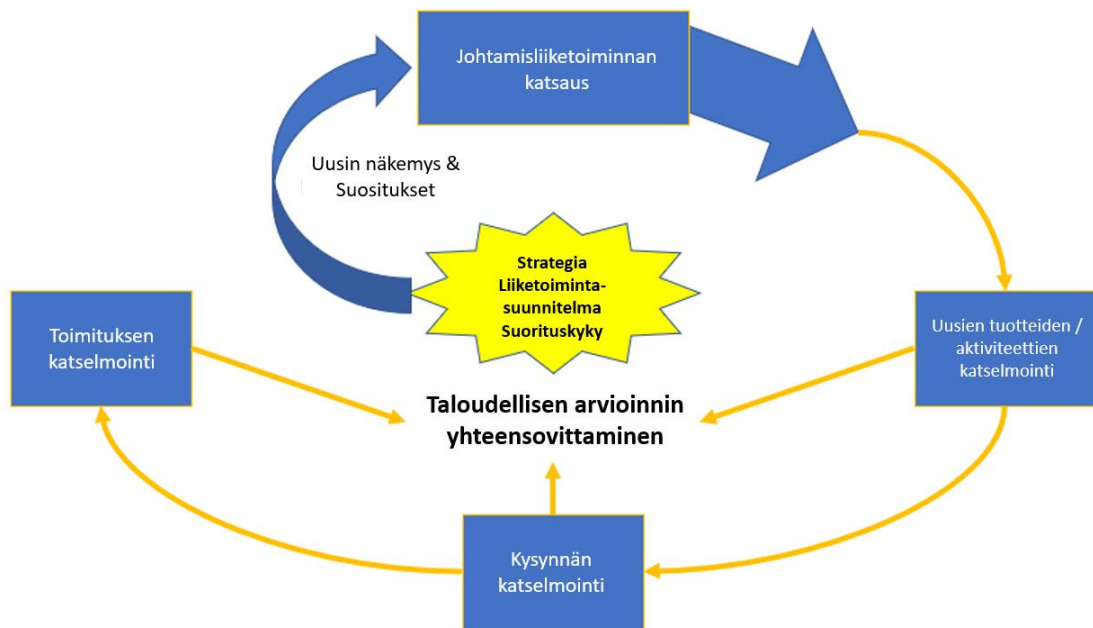 Johtamisliiketoiminnan
katsaus
Uusin näkemys &
Suositukset
Strategia
Liiketoiminta-
suunnitelma
Suorituskyky
Toimituksen
katselmointi
Uusien tuotteiden /
aktiviteettien
katselmointi
Taloudellisen arvioinnin
yhteensovittaminen
Kysynnän
katselmointi